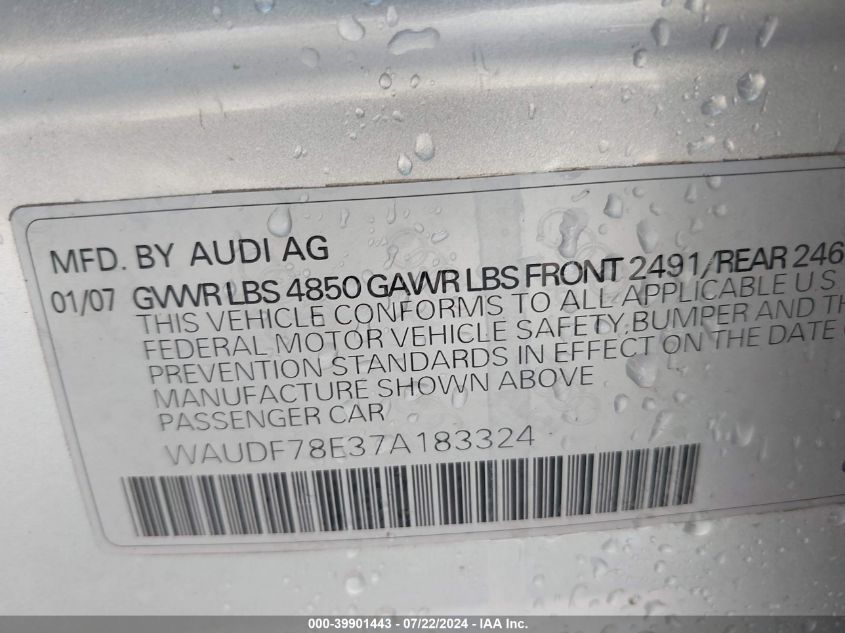 MFD. BY AUDI AG
01/07 GVWR LBS 4850 GAWR LBS FRONT 2491/REAR 246
THIS VEHICLE CONFORMS TO ALL APPLICABLE U.S
FEDERAL MOTOR VEHICLE SAFETY, BUMPER AND TH
PREVENTION STANDARDS IN EFFECT ON THE DATE
MANUFACTURE SHOWN ABOVE
PASSENGER CAR
WAUDF78E37A183324
000-39901443 - 07/22/2024 - IAA Inc.